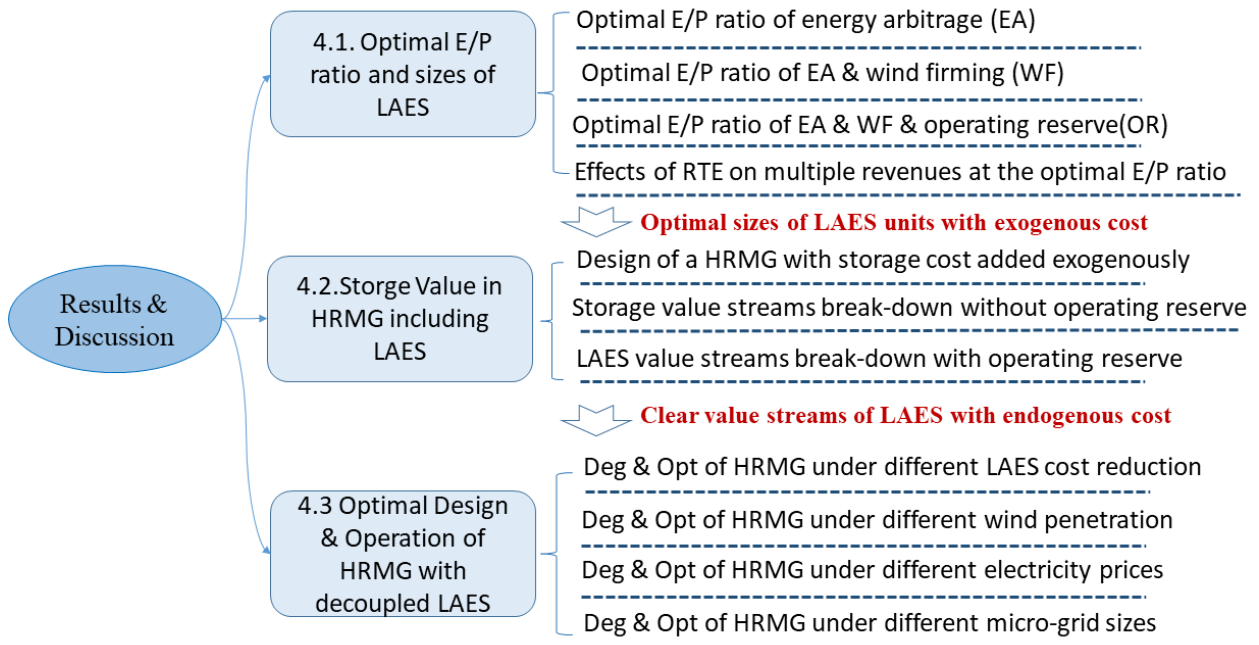 Results &
Discussion
4.1. Optimal E/P
ratio and sizes of
LAES
Optimal E/P ratio of energy arbitrage (EA)
Optimal E/P ratio of EA & wind firming (WF)
Optimal E/P ratio of EA & WF & operating reserve(OR)
Effects of RTE on multiple revenues at the optimal E/P ratio
Optimal sizes of LAES units with exogenous cost
4.2.Storge Value in
HRMG including
LAES
Design of a HRMG with storage cost added exogenously
Storage value streams break-down without operating reserve
LAES value streams break-down with operating reserve
Clear value streams of LAES with endogenous cost
4.3 Optimal Design
& Operation of
HRMG with
decoupled LAES
Deg & Opt of HRMG under different LAES cost reduction
Deg & Opt of HRMG under different wind penetration
Deg & Opt of HRMG under different electricity prices
Deg & Opt of HRMG under different micro-grid sizes